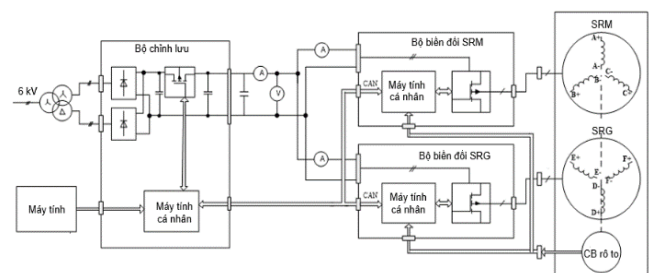 SRM
Bộ chỉnh lưu
Bộ biến đổi SRM
A+
A-
B-
C-
B+
C+
6 kV
A
A
V
CAN
Máy tính
cá nhân
SRG
Bộ biến đổi SRG
E+
F+
E-
F-
D-
D+
A
CAN
Máy tính
cá nhân
Máy tính
Máy tính
cá nhân
CB rô to